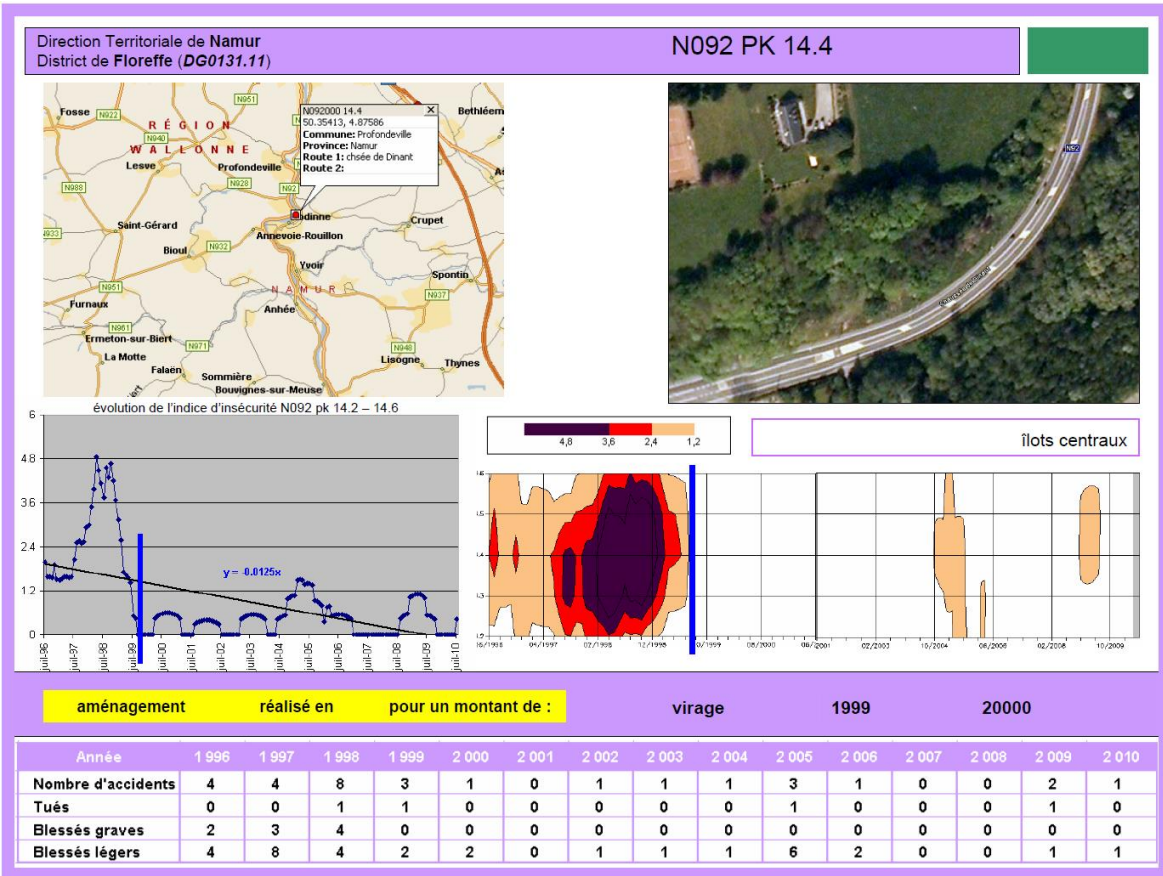 Direction Territoriale de Namur
District de Floreffe (DG0131.11)
N092 PK 14.4
Fosse
N922
N951
RÉGION
WALLONNE
N940
Lesve
Profondeville
N988
N928
N92
N092000 14.4
50.35413, 4.87586
Commune: Profondeville
Province: Namur
Route 1: chsée de Dinant
Route 2:
Bethléem
Saint-Gérard
Annevoie-Rouillon
Crupet
Bioul
N932
Yvoir
Spontin
N951
NAMUR
N937
Furnaux
Anhée
N961
Ermeton-sur-Biert
N971
La Motte
N948
Lisogne
Thynes
Falaën
Sommière
Bouvignes-sur-Meuse
N92
évolution de l'indice d'insécurité N092 pk 14.2 – 14.6
6
4.8
3.6
2.4
1.2
0
y = -0.0125x
juil-96
juil-97
juil-98
juil-99
juil-00
juil-01
juil-02
juil-03
juil-04
juil-05
juil-06
juil-07
juil-08
juil-09
juil-10
4,8 3,6 2,4 1,2
îlots centraux
04/1997
02/1998
12/1998
08/2000
06/2001
02/2003
10/2004
06/2006
02/2008
10/2009
aménagement réalisé en pour un montant de :
virage 1999 20000
Année 1 996 1 997 1 998 1 999 2 000 2 001 2 002 2 003 2 004 2 005 2 006 2 007 2 008 2 009 2 010
Nombre d'accidents 4 4 8 3 1 0 1 1 1 3 1 0 0 2 1
Tués 0 0 1 1 0 0 0 0 0 1 0 0 0 1 0
Blessés graves 2 3 4 0 0 0 0 0 0 0 0 0 0 0 0
Blessés légers 4 8 4 2 2 0 1 1 1 6 2 0 0 1 1